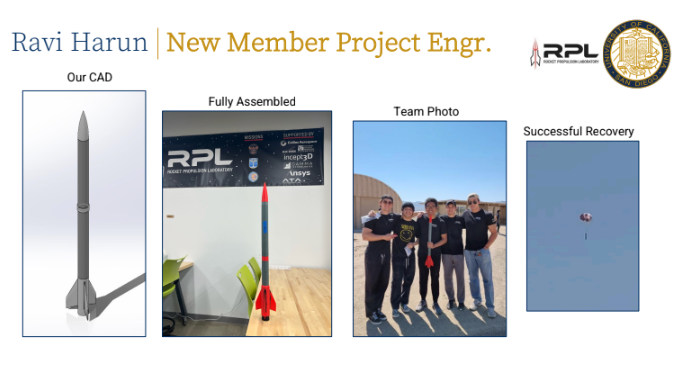 Ravi Harun | New Member Project Engr.
RPL
ROCKET PROPULSION LABORATORY
UNIVERSITY OF CALIFORNIA
SAN DIEGO
Our CAD
Fully Assembled
Team Photo
Successful Recovery
RPL
ROCKET PROPULSION LABORATORY
MISSIONS
SUPPORTED BY
incept3D